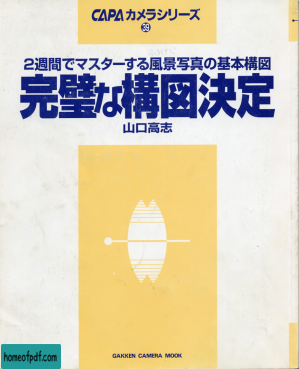 CAPAカメラシリーズ
39
2週間でマスターする風景写真の基本構図
完璧な構図決定
山口高志
GAKKEN CAMERA MOOK
homeofpdf.com